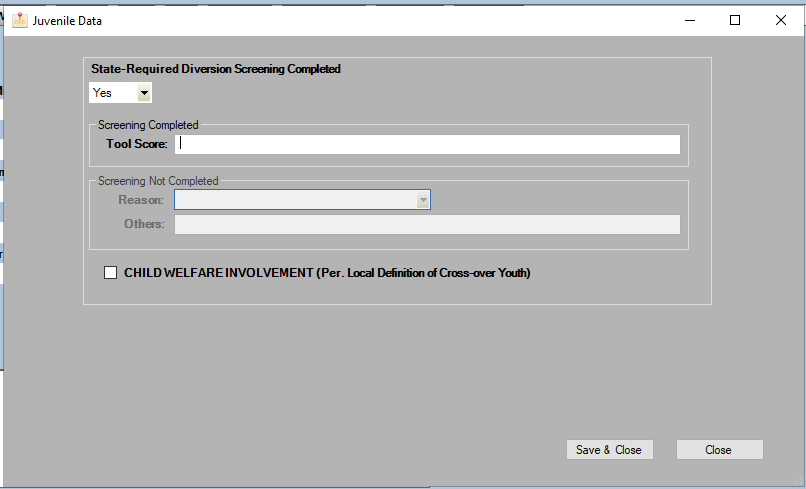 Juvenile Data
State-Required Diversion Screening Completed
Yes
Screening Completed
Tool Score:
Screening Not Completed
Reason:
Others:
CHILD WELFARE INVOLVEMENT (Per. Local Definition of Cross-over Youth)
Save & Close
Close